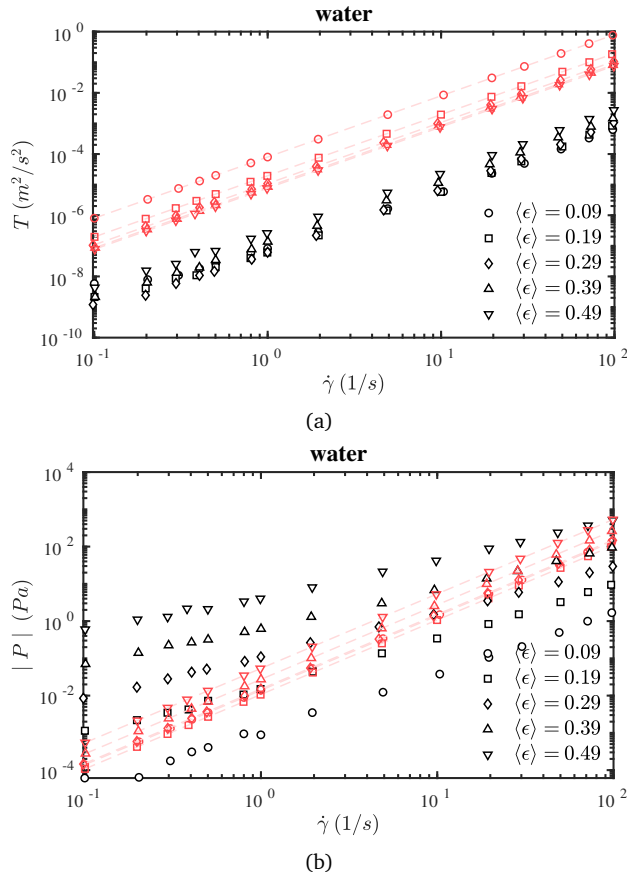 water
10^0
10^-2
10^-4
10^-6
10^-8
10^-10
T (m^2/s^2)
⟨ϵ⟩ = 0.09
⟨ϵ⟩ = 0.19
⟨ϵ⟩ = 0.29
⟨ϵ⟩ = 0.39
⟨ϵ⟩ = 0.49
10^-1 10^0 10^1 10^2
γ̇ (1/s)
(a)
water
10^4
10^2
10^0
10^-2
10^-4
| P | (Pa)
⟨ϵ⟩ = 0.09
⟨ϵ⟩ = 0.19
⟨ϵ⟩ = 0.29
⟨ϵ⟩ = 0.39
⟨ϵ⟩ = 0.49
10^-1 10^0 10^1 10^2
γ̇ (1/s)
(b)